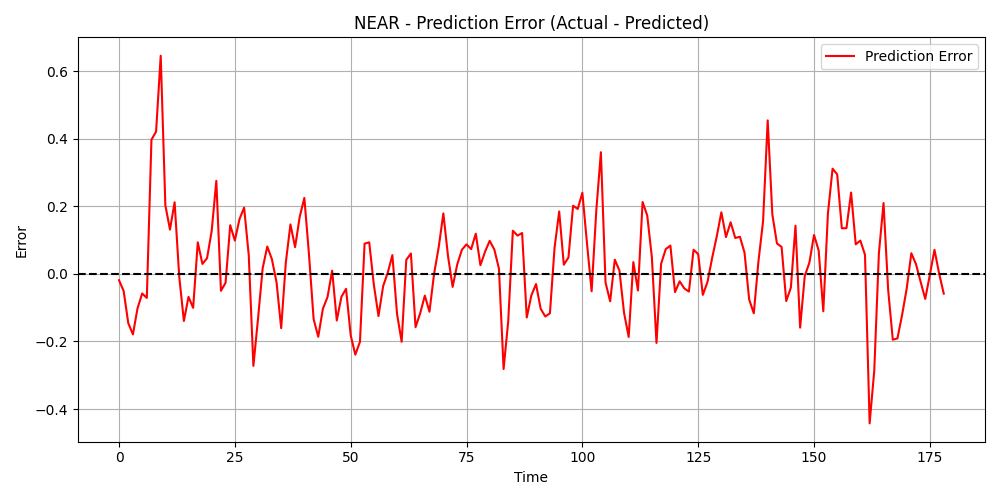 NEAR - Prediction Error (Actual - Predicted)
Prediction Error
0.6
0.4
0.2
0.0
−0.2
−0.4
Error
0 25 50 75 100 125 150 175
Time